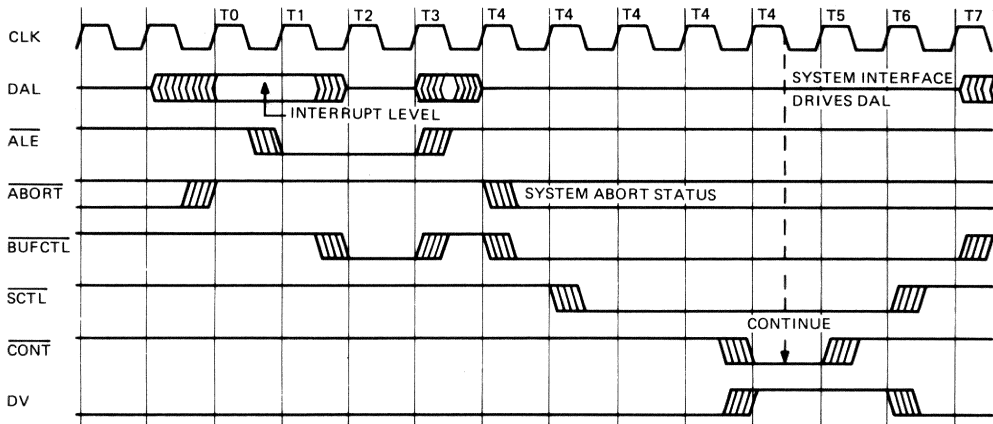 T0 T1 T2 T3 T4 T4 T4 T4 T4 T5 T6 T7
CLK
DAL
SYSTEM INTERFACE
DRIVES DAL
INTERRUPT LEVEL
ALE
ABORT
SYSTEM ABORT STATUS
BUFCTL
SCTL
CONTINUE
CONT
DV